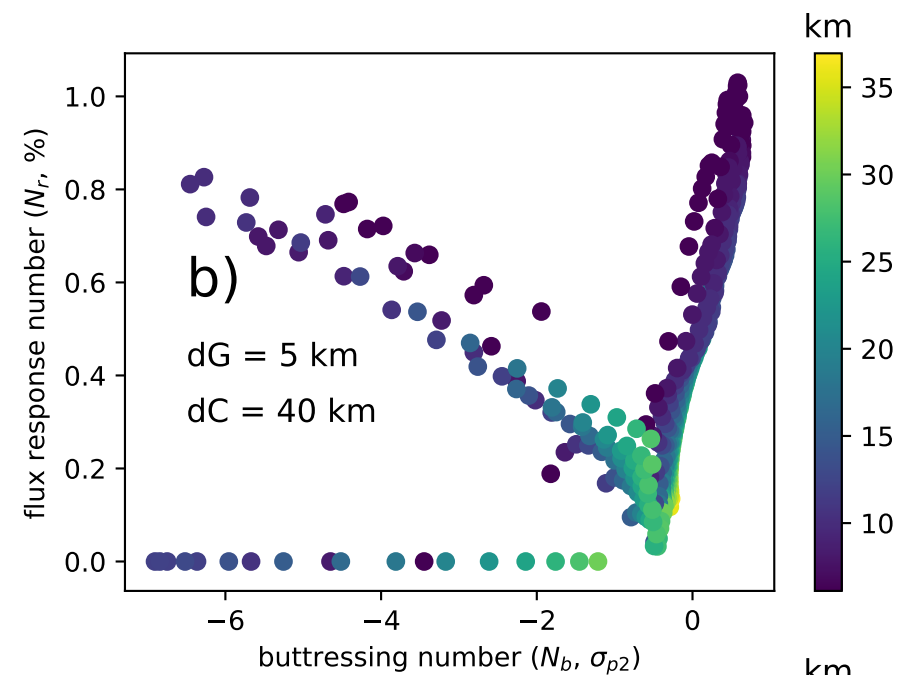 km
flux response number (Nᵣ, %)
1.0
0.8
0.6
0.4
0.2
0.0
b)
dG = 5 km
dC = 40 km
−6
−4
−2
0
buttressing number (N_b, σ_p2)
35
30
25
20
15
10
km